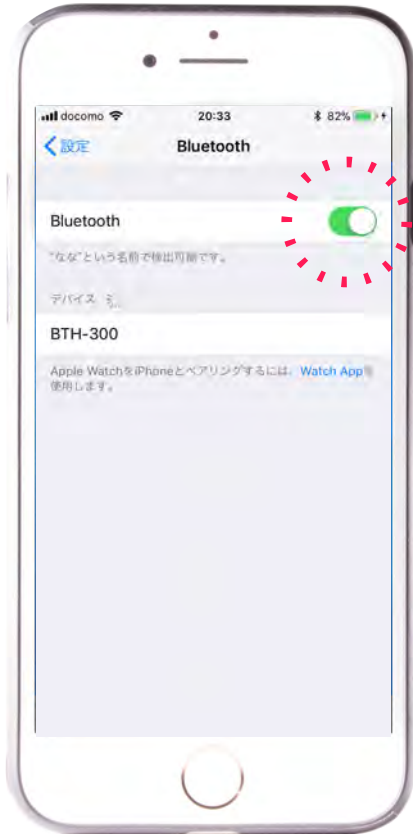 docomo 20:33 82%
設定 Bluetooth
Bluetooth
"なな"という名前で検出可能です。
デバイス
BTH-300
Apple WatchをiPhoneとペアリングするには、Watch Appを
使用します。